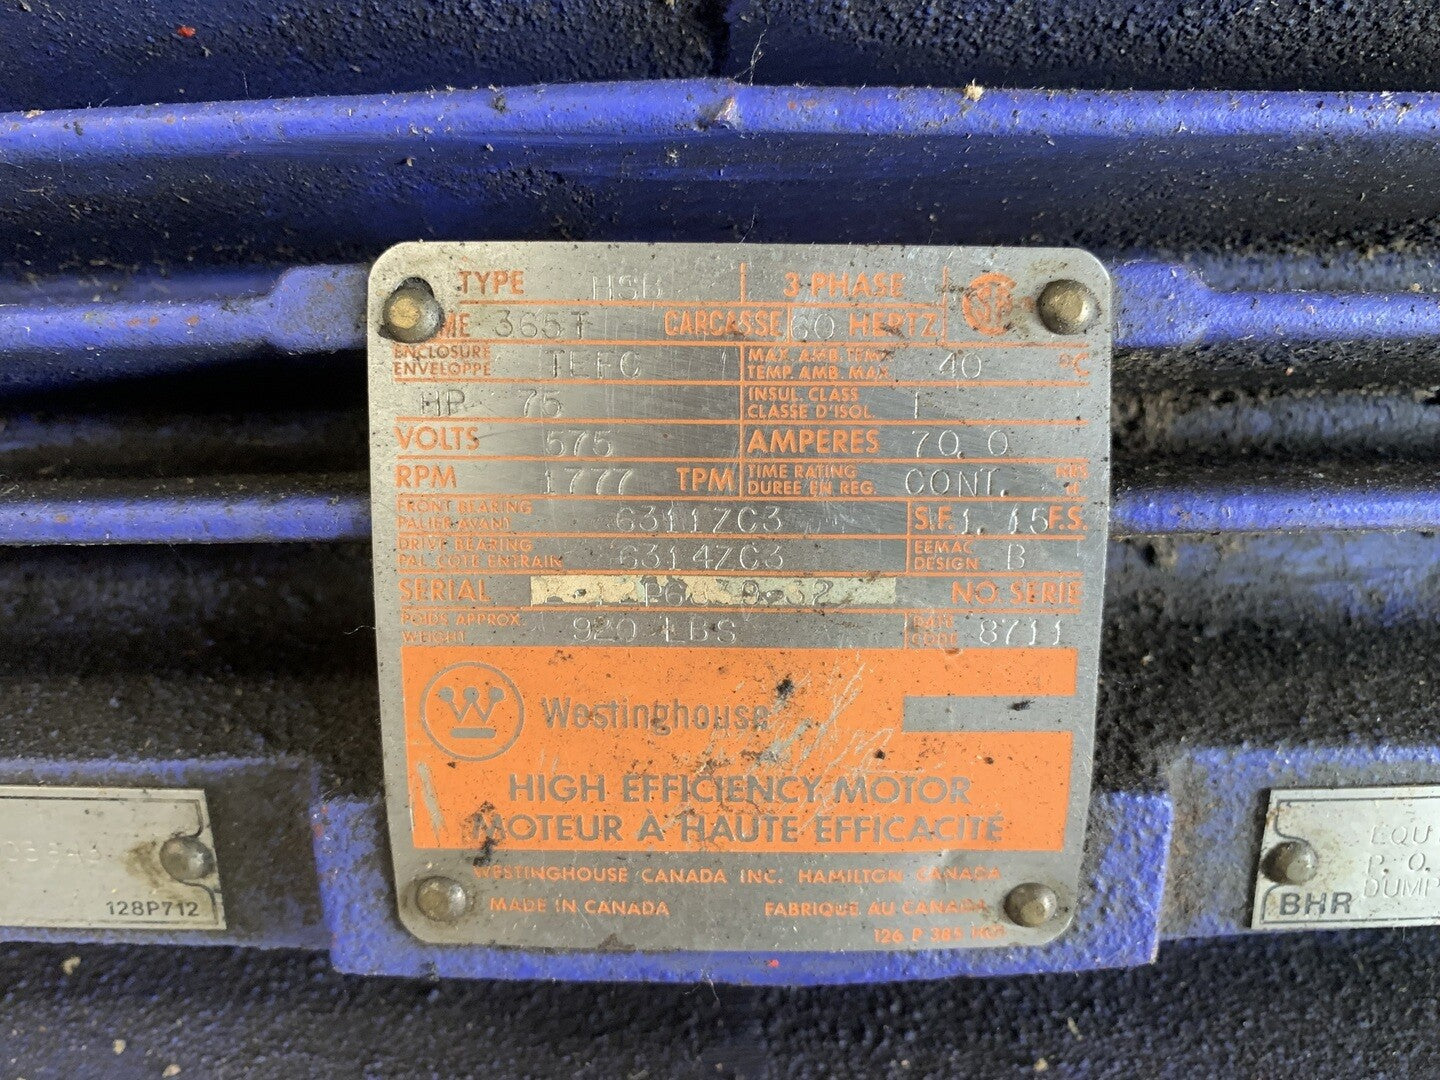 TYPE HSB 3 PHASE
365T CARCASSE 60 HERTZ
ENCLOSURE ENVELOPPE TEFC MAX. AMB. TEMP. TEMP. AMB. MAX. 40 °C
HP 75 INSUL. CLASS CLASSE D'ISOL.
VOLTS 575 AMPERES 70.0
RPM 1777 TPM TIME RATING DUREE EN REG. CONT.
FRONT BEARING PALIER AVANT 6311ZC3 S.F. 1.15 F.S.
DRIVE BEARING PAL. COTE ENTRAIN. 6314ZC3 EEMAC DESIGN B
SERIAL NO. SERIE
POIDS APPROX. WEIGHT 920 LBS DATE CODE 8711
Westinghouse
HIGH EFFICIENCY MOTOR
MOTEUR À HAUTE EFFICACITÉ
WESTINGHOUSE CANADA INC. HAMILTON, CANADA
MADE IN CANADA FABRIQUE AU CANADA
126 P 385
128P712
EQU
P. O.
DUMP
BHR